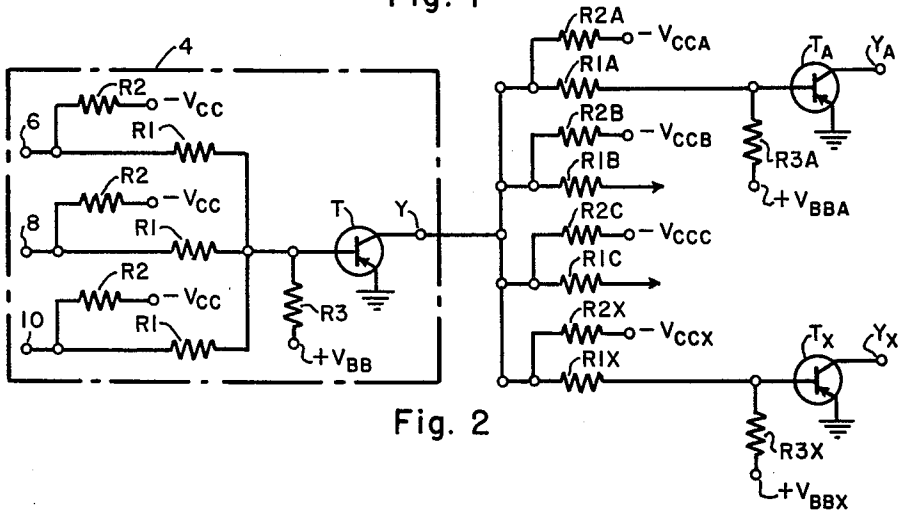 Fig. 1
4
R2
-VCC
6
R1
R2
-VCC
8
R1
R2
-VCC
10
R1
T
Y
R3
+VBB
R2A
-VCCA
R1A
TA
YA
R2B
-VCCB
R3A
+VBBA
R1B
R2C
-VCCC
R1C
R2X
-VCCX
R1X
TX
YX
R3X
+VBBX
Fig. 2